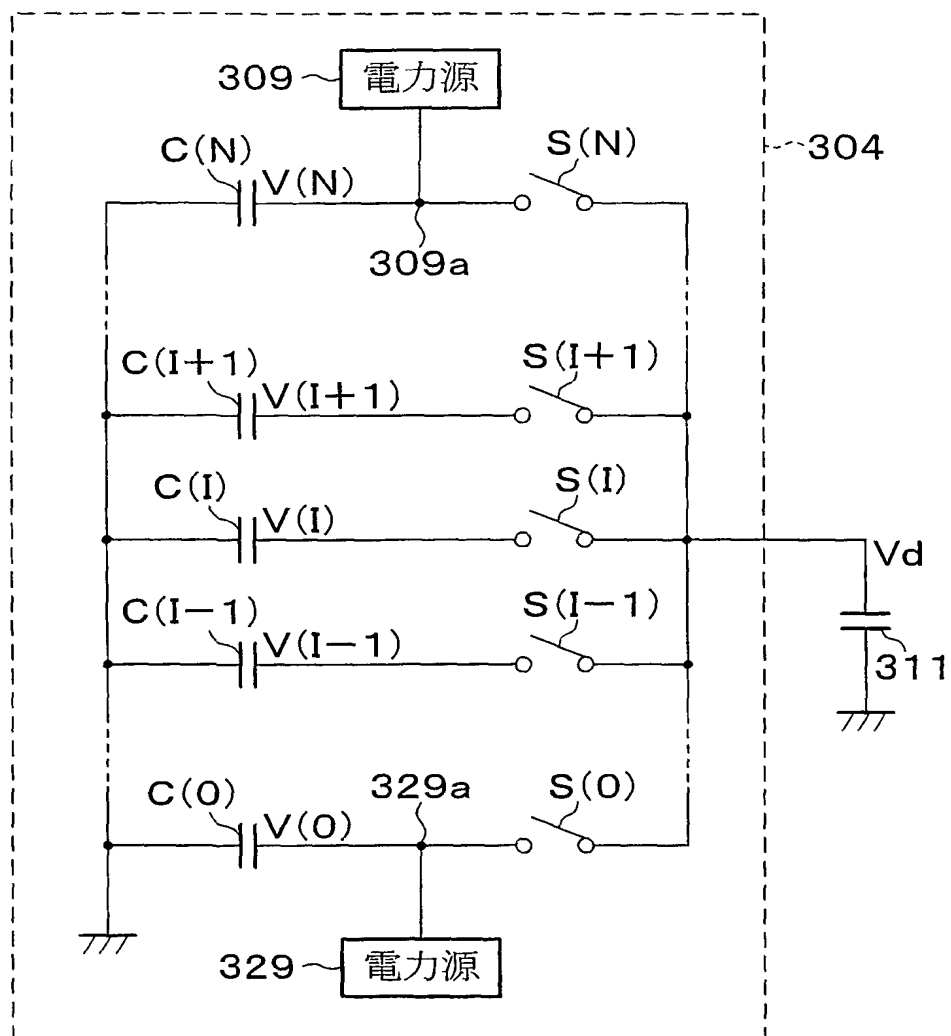 309 電力源
C(N) V(N) S(N) 304
309a
C(I+1) V(I+1) S(I+1)
C(I) V(I) S(I)
Vd
C(I−1) V(I−1) S(I−1)
311
C(0) V(0) 329a S(0)
329 電力源